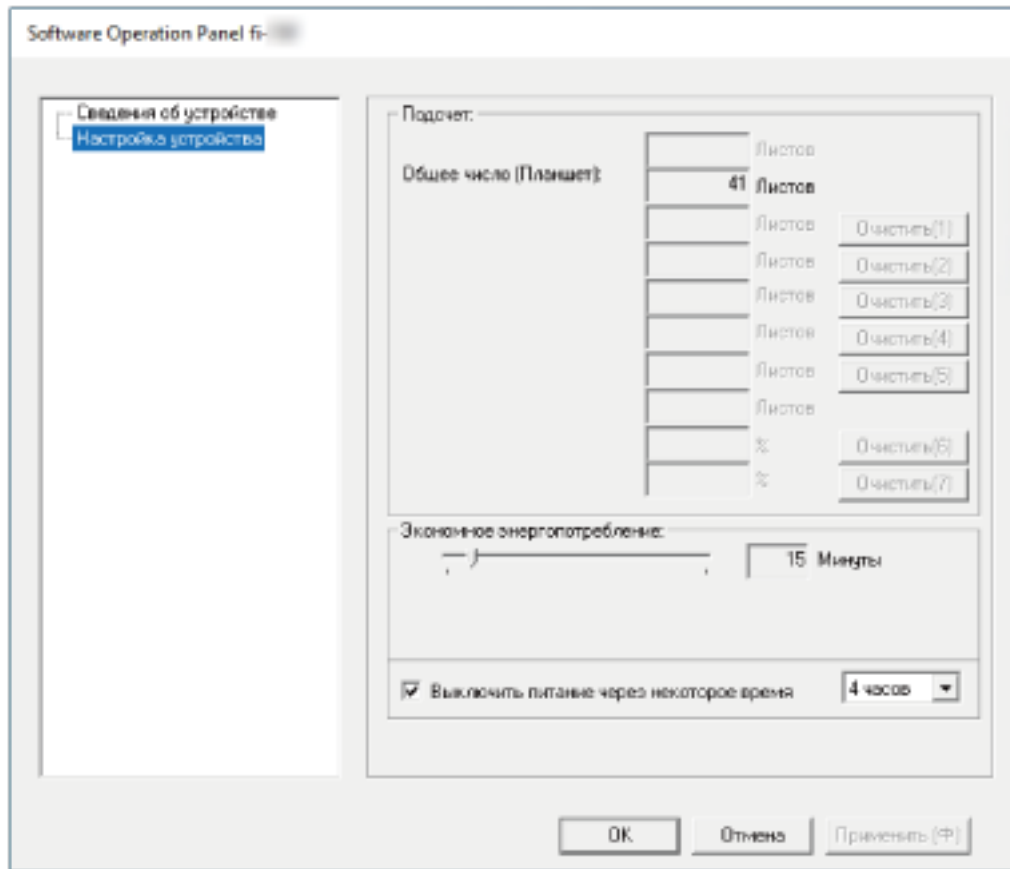 Software Operation Panel fi-
Сведения об устройстве
Настройка устройства
Подсчет:
Листов
Общее число (Планшет):
41 Листов
Листов Очистить(1)
Листов Очистить(2)
Листов Очистить(3)
Листов Очистить(4)
Листов Очистить(5)
Листов
% Очистить(6)
% Очистить(7)
Экономное энергопотребление:
15 Минуты
Выключить питание через некоторое время 4 часов
OK Отмена Применить (Ф)